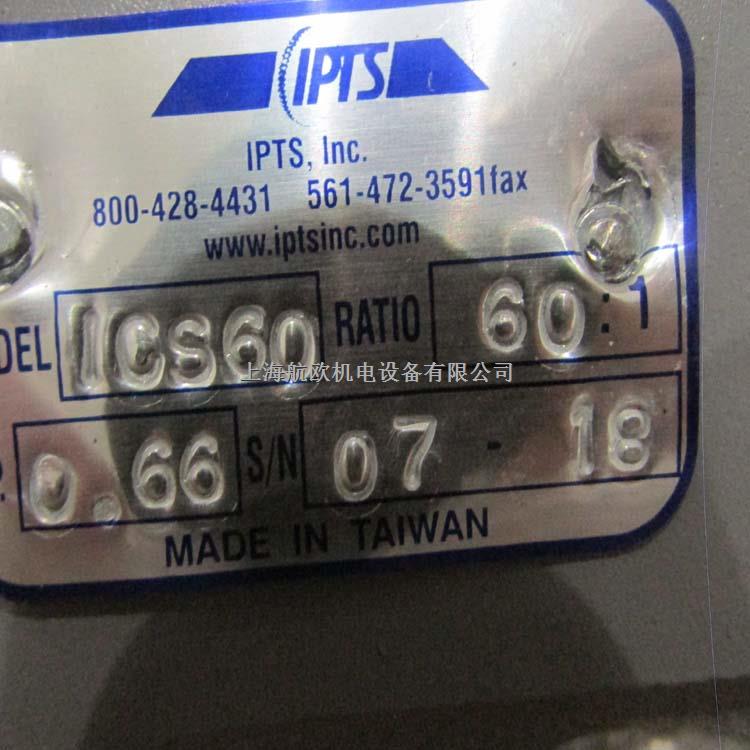 IPTS
IPTS, Inc.
800-428-4431 561-472-3591fax
www.iptsinc.com
DEL ICS60 RATIO 60:1
上海航欧机电设备有限公司
P. 0.66 S/N 07-18
MADE IN TAIWAN